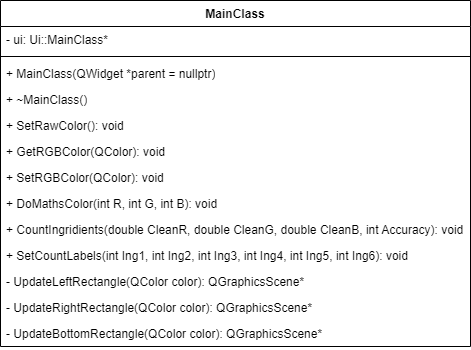 MainClass
- ui: Ui::MainClass*
+ MainClass(QWidget *parent = nullptr)
+ ~MainClass()
+ SetRawColor(): void
+ GetRGBColor(QColor): void
+ SetRGBColor(QColor): void
+ DoMathsColor(int R, int G, int B): void
+ CountIngridients(double CleanR, double CleanG, double CleanB, int Accuracy): void
+ SetCountLabels(int Ing1, int Ing2, int Ing3, int Ing4, int Ing5, int Ing6): void
- UpdateLeftRectangle(QColor color): QGraphicsScene*
- UpdateRightRectangle(QColor color): QGraphicsScene*
- UpdateBottomRectangle(QColor color): QGraphicsScene*